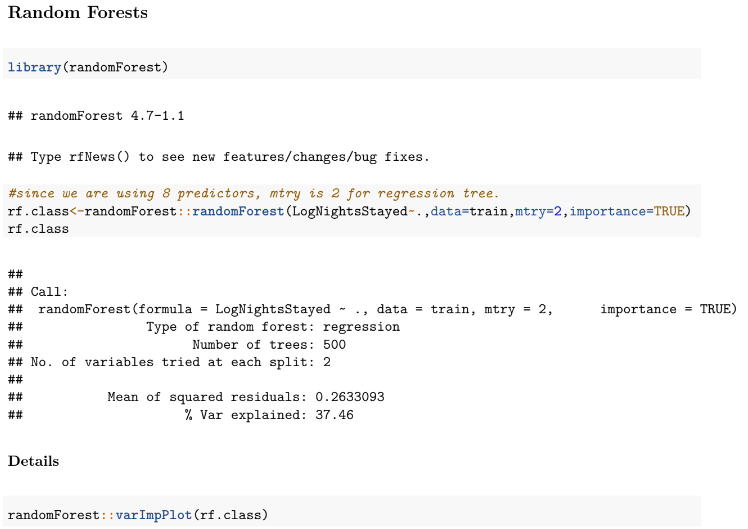 Random Forests
library(randomForest)
## randomForest 4.7-1.1
## Type rfNews() to see new features/changes/bug fixes.
#since we are using 8 predictors, mtry is 2 for regression tree.
rf.class<-randomForest::randomForest(LogNightsStayed~.,data=train,mtry=2,importance=TRUE)
rf.class
##
## Call:
##  randomForest(formula = LogNightsStayed ~ ., data = train, mtry = 2,      importance = TRUE)
##                Type of random forest: regression
##                      Number of trees: 500
## No. of variables tried at each split: 2
##
##           Mean of squared residuals: 0.2633093
##                     % Var explained: 37.46
Details
randomForest::varImpPlot(rf.class)